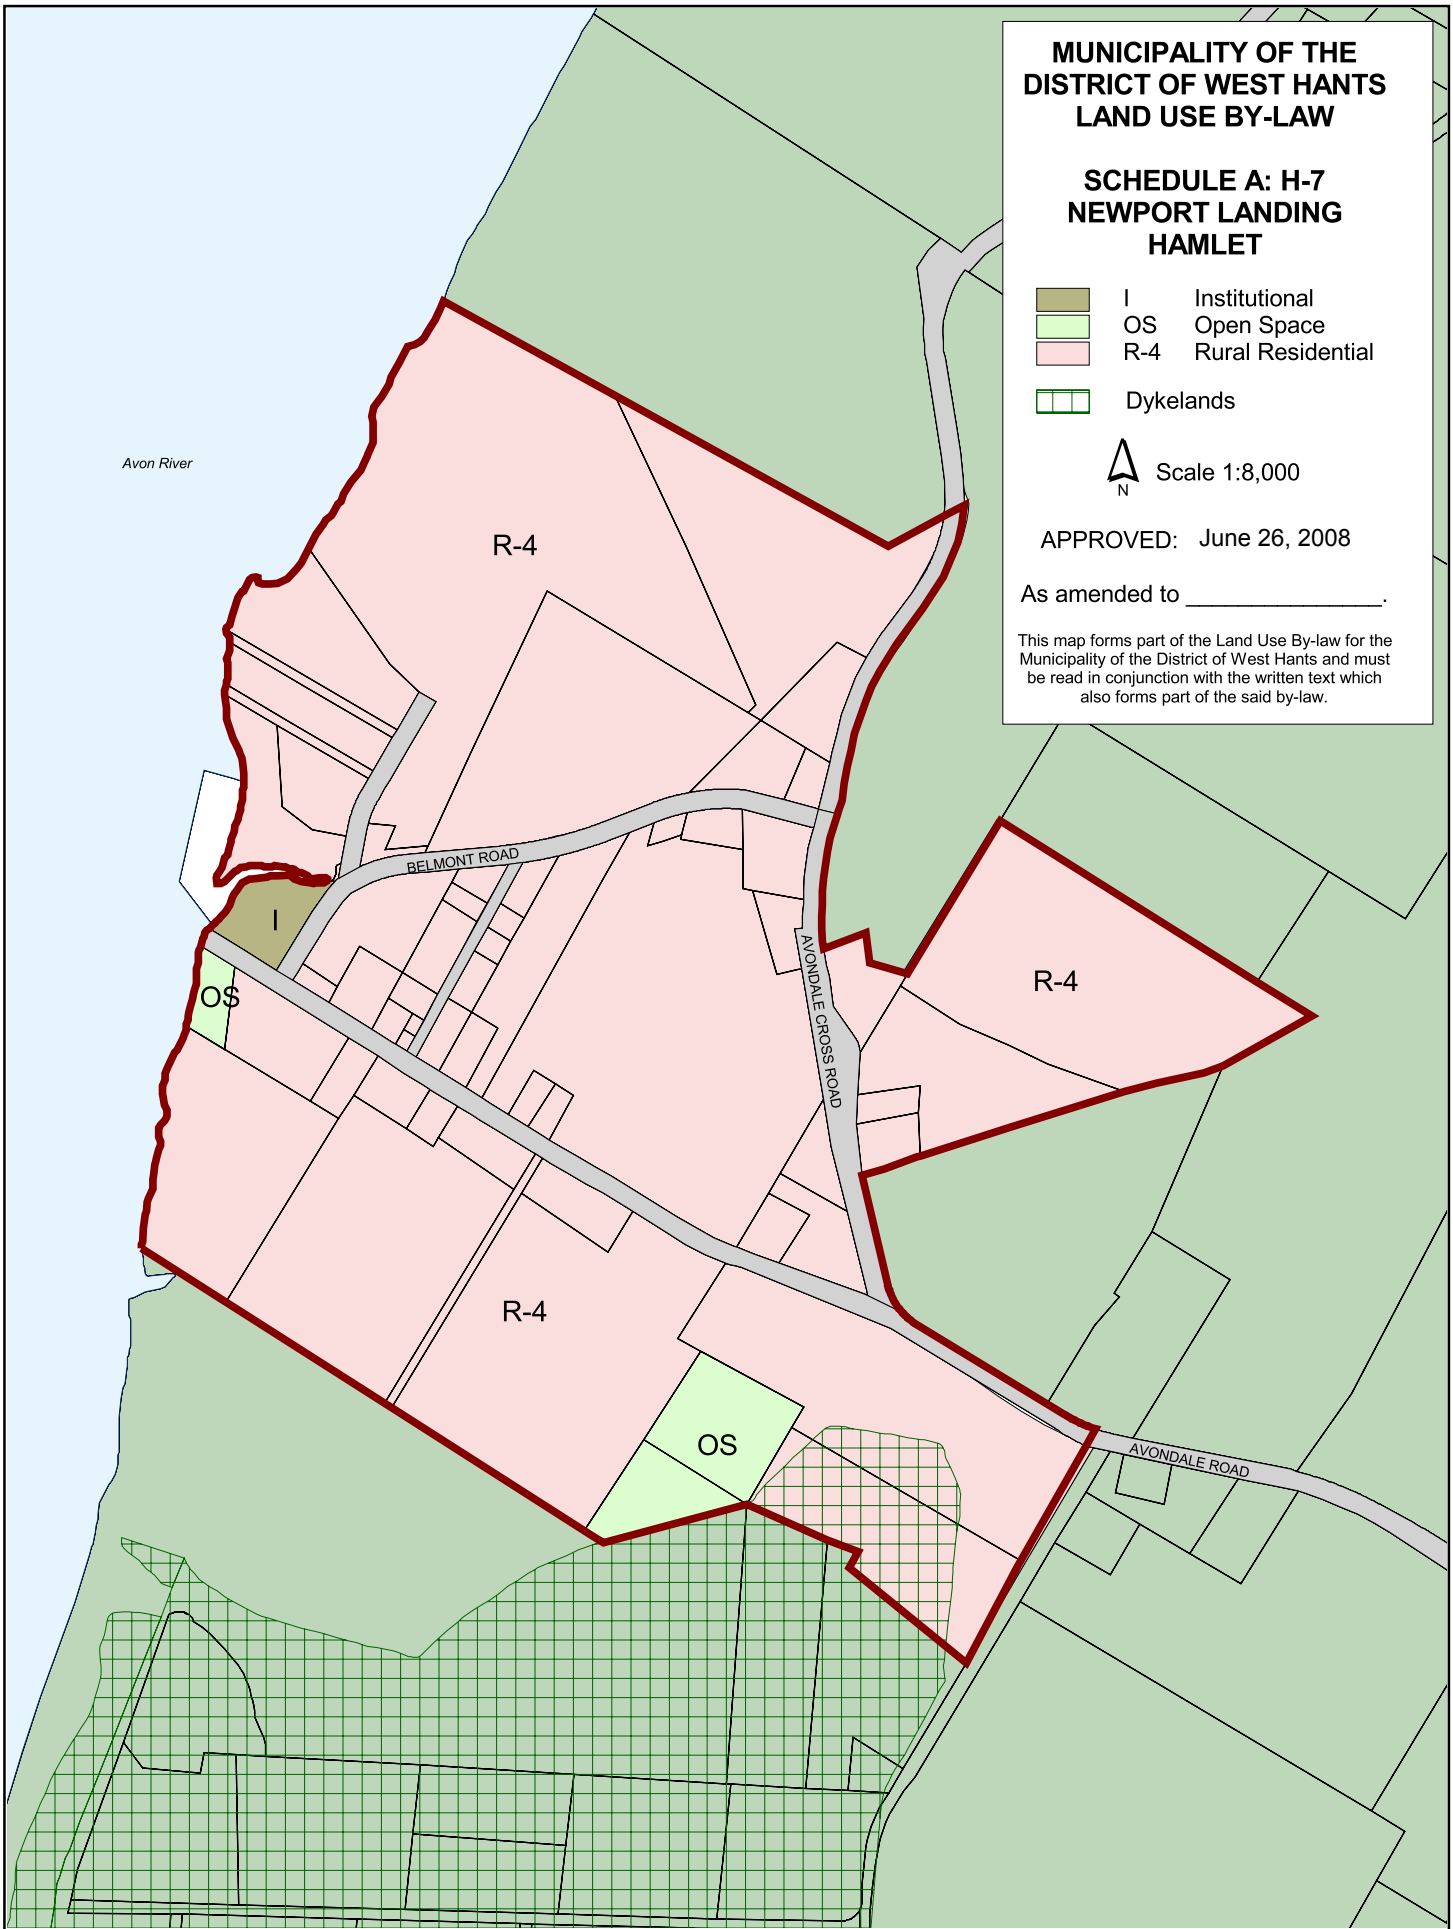 MUNICIPALITY OF THE
DISTRICT OF WEST HANTS
LAND USE BY-LAW
SCHEDULE A: H-7
NEWPORT LANDING
HAMLET
I Institutional
OS Open Space
R-4 Rural Residential
Dykelands
N
Scale 1:8,000
APPROVED: June 26, 2008
As amended to _______________.
This map forms part of the Land Use By-law for the
Municipality of the District of West Hants and must
be read in conjunction with the written text which
also forms part of the said by-law.
Avon River
R-4
BELMONT ROAD
I
OS
AVONDALE CROSS ROAD
R-4
R-4
OS
AVONDALE ROAD